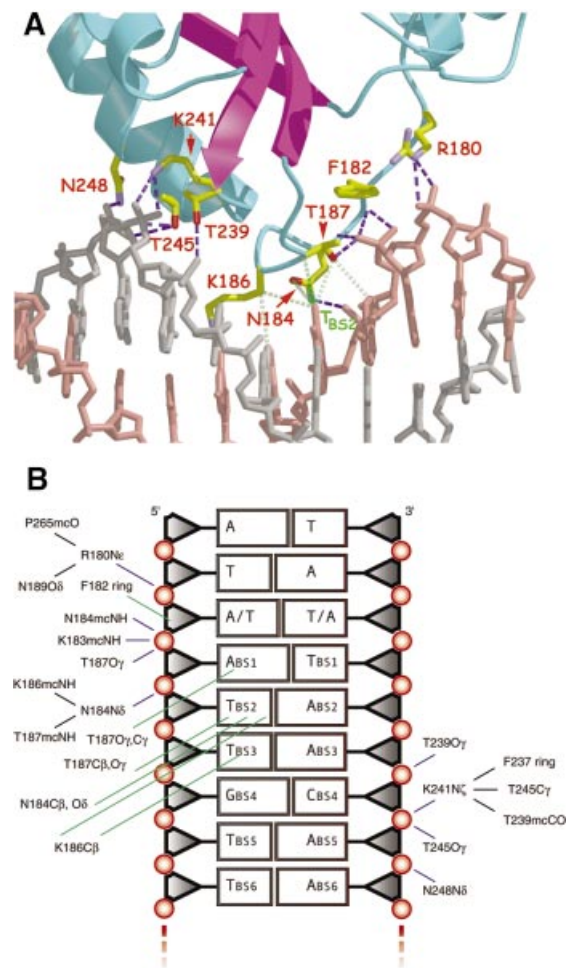 A
K241
R180
F182
N248
T187
T245
T239
K186
N184
TBS2
B
5' 3'
P265mcO
A T
R180Nε
T A
N189Oδ
F182 ring
A/T T/A
N184mcNH
K183mcNH
T187Oγ
ABS1 TBS1
K186mcNH
N184Nδ
TBS2 ABS2
T187mcNH
T187Oγ,Cγ
T187Cβ,Oγ
TBS3 ABS3
T239Oγ
F237 ring
N184Cβ, Oδ
GBS4 CBS4
K241Nζ
T245Cγ
T239mcCO
K186Cβ
TBS5 ABS5
T245Oγ
TBS6 ABS6
N248Nδ